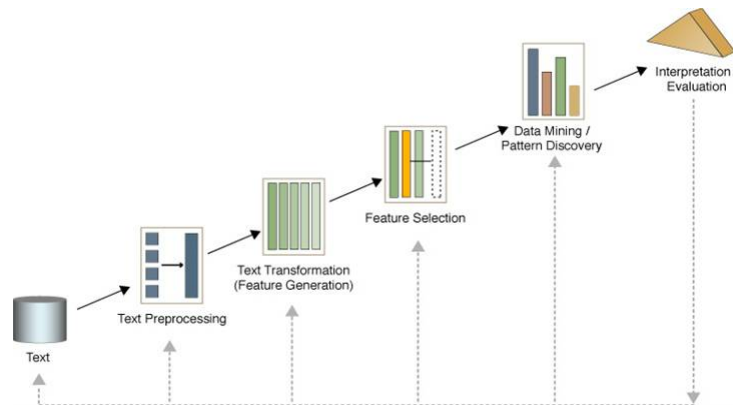 Text
Text Preprocessing
Text Transformation
(Feature Generation)
Feature Selection
Data Mining /
Pattern Discovery
Interpretation
Evaluation